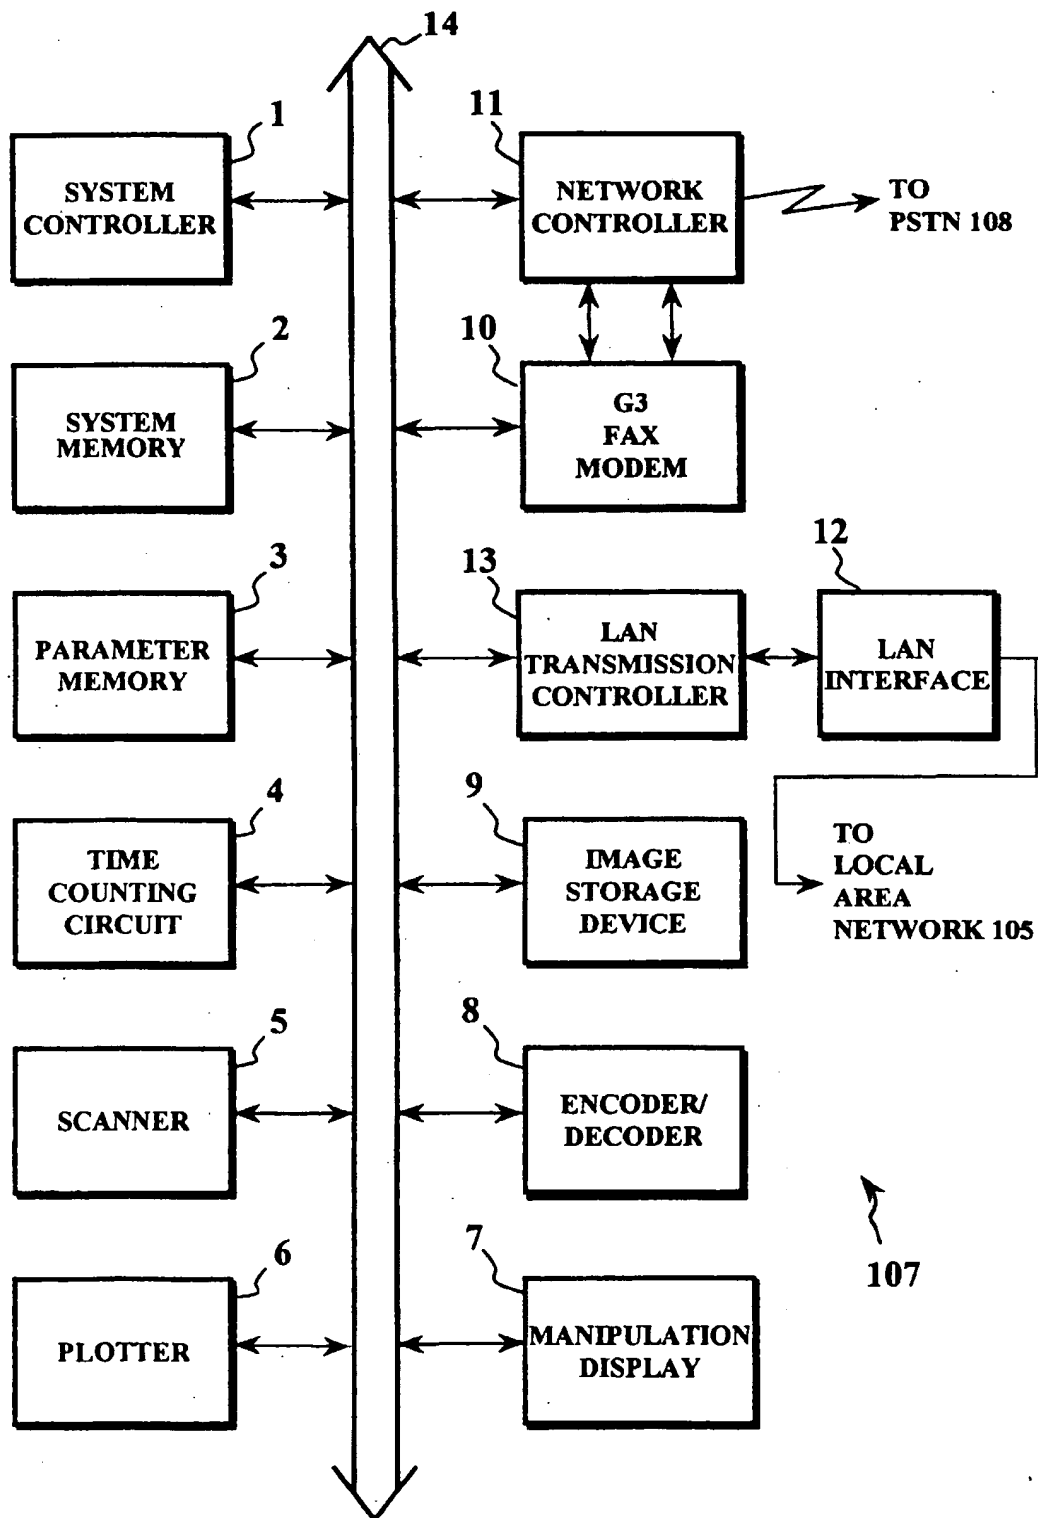 14
1
SYSTEM
CONTROLLER
11
NETWORK
CONTROLLER
TO
PSTN 108
2
SYSTEM
MEMORY
10
G3
FAX
MODEM
3
PARAMETER
MEMORY
13
LAN
TRANSMISSION
CONTROLLER
12
LAN
INTERFACE
4
TIME
COUNTING
CIRCUIT
9
IMAGE
STORAGE
DEVICE
TO
LOCAL
AREA
NETWORK 105
5
SCANNER
8
ENCODER/
DECODER
6
PLOTTER
7
MANIPULATION
DISPLAY
107